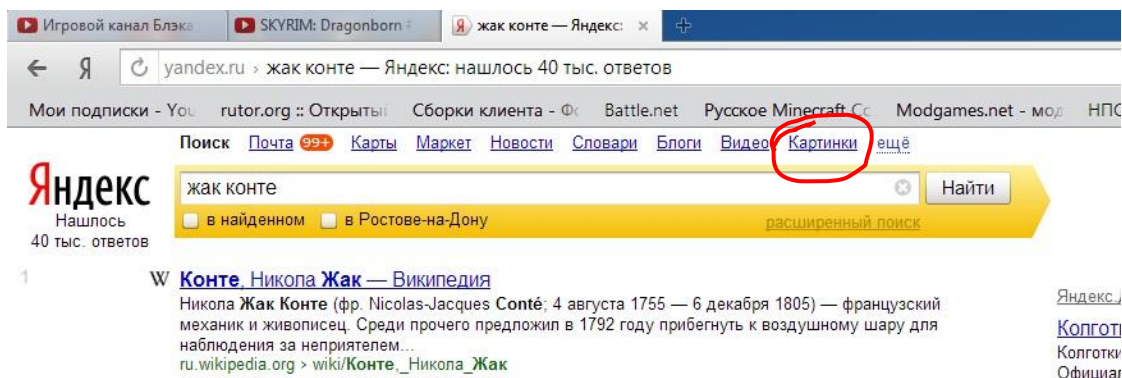 Игровой канал Блэка SKYRIM: Dragonborn жак конте — Яндекс:
Я yandex.ru › жак конте — Яндекс: нашлось 40 тыс. ответов
Мои подписки - You rutor.org :: Открытый Сборки клиента - Battle.net Русское Minecraft Со Modgames.net - мод НПС
Поиск Почта 99+ Карты Маркет Новости Словари Блоги Видео Картинки ещё
Яндекс
жак конте Найти
Нашлось
40 тыс. ответов
в найденном в Ростове-на-Дону расширенный поиск
1 W Конте, Никола Жак — Википедия
Никола Жак Конте (фр. Nicolas-Jacques Conté; 4 августа 1755 — 6 декабря 1805) — французский
механик и живописец. Среди прочего предложил в 1792 году прибегнуть к воздушному шару для
наблюдения за неприятелем...
ru.wikipedia.org › wiki/Конте,_Никола_Жак
Яндекс.
Колгот
Колготки
Официал